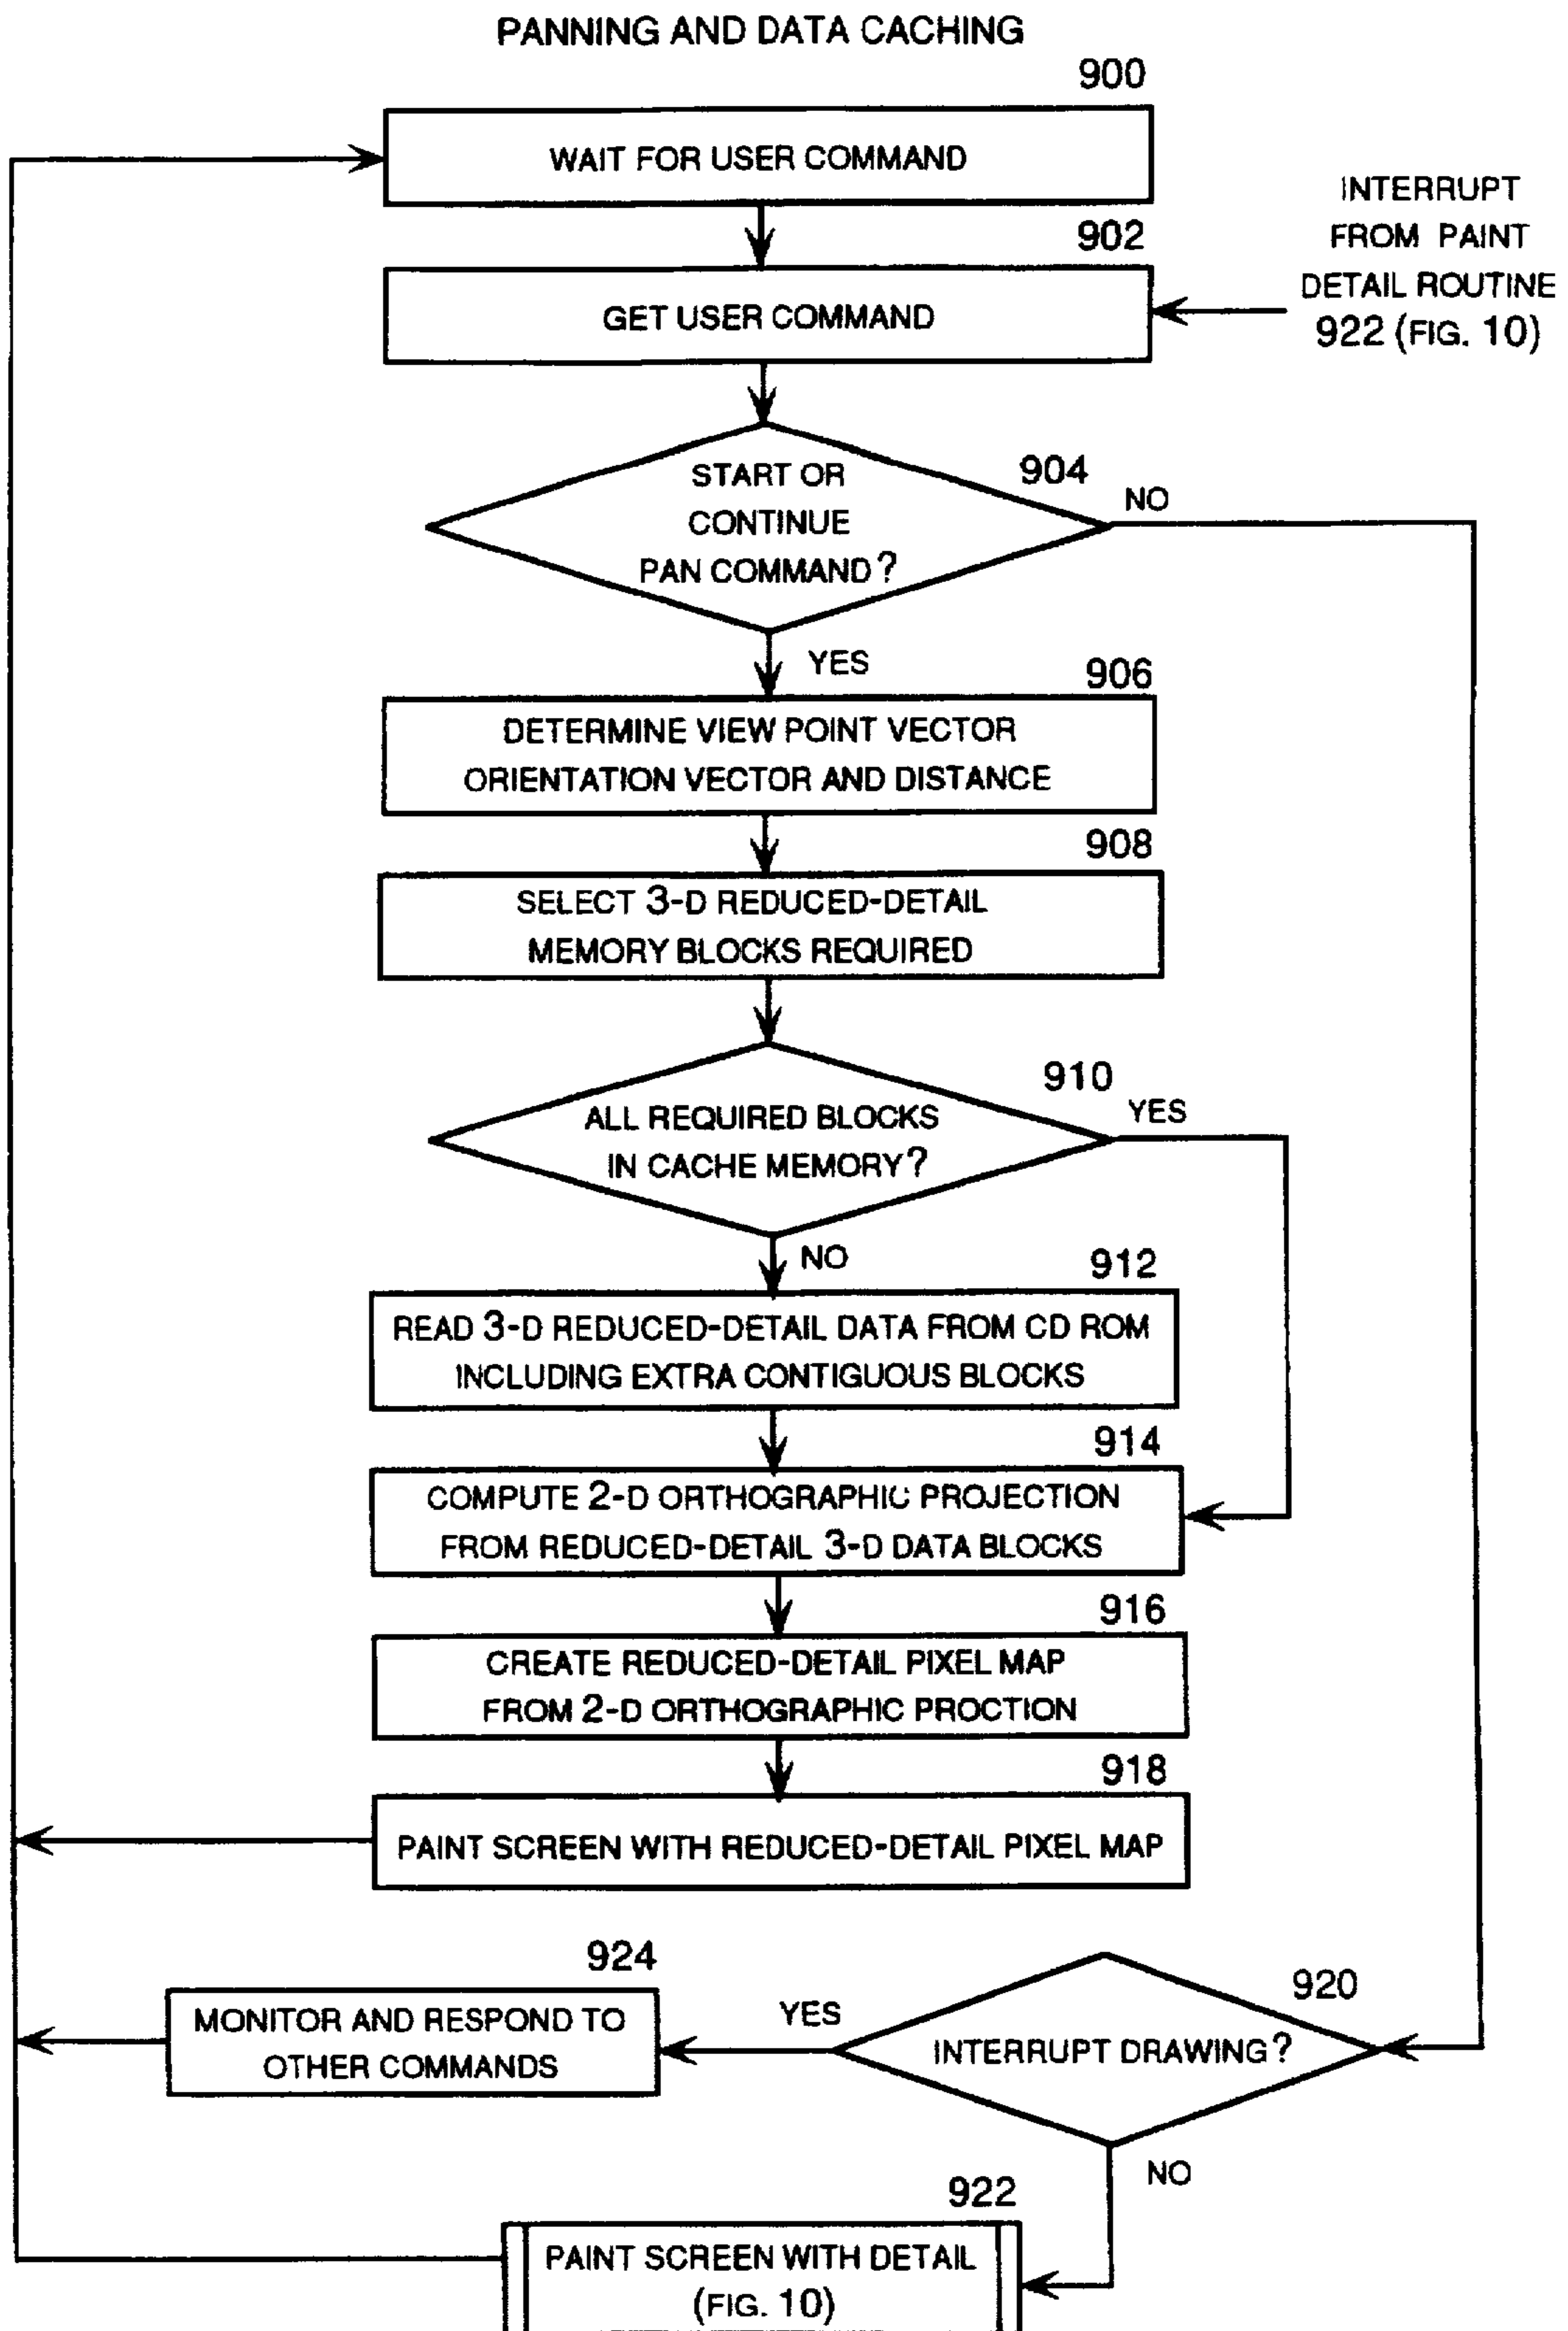 PANNING AND DATA CACHING
900
WAIT FOR USER COMMAND
902
GET USER COMMAND
INTERRUPT
FROM PAINT
DETAIL ROUTINE
922 (FIG. 10)
904
START OR
CONTINUE
PAN COMMAND?
NO
YES
906
DETERMINE VIEW POINT VECTOR
ORIENTATION VECTOR AND DISTANCE
908
SELECT 3-D REDUCED-DETAIL
MEMORY BLOCKS REQUIRED
910
ALL REQUIRED BLOCKS
IN CACHE MEMORY?
YES
NO
912
READ 3-D REDUCED-DETAIL DATA FROM CD ROM
INCLUDING EXTRA CONTIGUOUS BLOCKS
914
COMPUTE 2-D ORTHOGRAPHIC PROJECTION
FROM REDUCED-DETAIL 3-D DATA BLOCKS
916
CREATE REDUCED-DETAIL PIXEL MAP
FROM 2-D ORTHOGRAPHIC PROCTION
918
PAINT SCREEN WITH REDUCED-DETAIL PIXEL MAP
924
MONITOR AND RESPOND TO
OTHER COMMANDS
YES
920
INTERRUPT DRAWING?
NO
922
PAINT SCREEN WITH DETAIL
(FIG. 10)